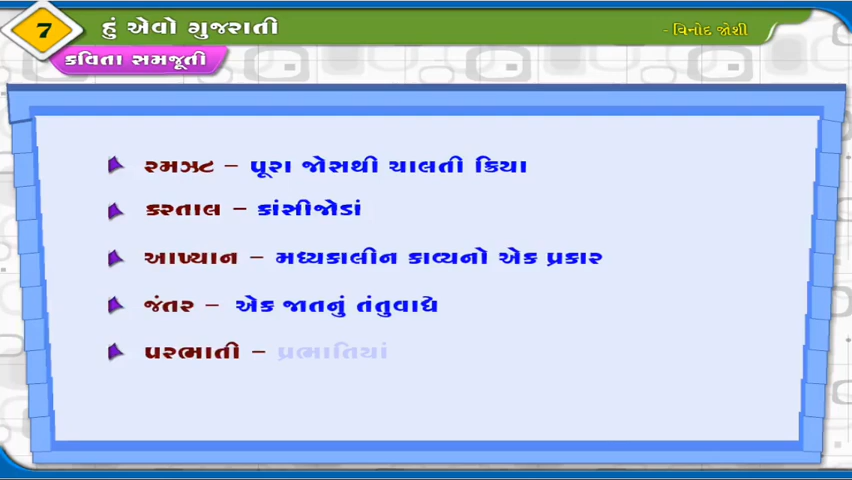 7 હું એવો ગુજરાતી - વિનોદ જોશી
કવિતા સમજૂતી
રમઝટ – પૂરા જોસથી ચાલતી ક્રિયા
કરતાલ – કાંસીજોડાં
આખ્યાન – મધ્યકાલીન કાવ્યનો એક પ્રકાર
જંતર – એક જાતનું તંતુવાદ્ય
પરભાતી – પ્રભાતિયાં